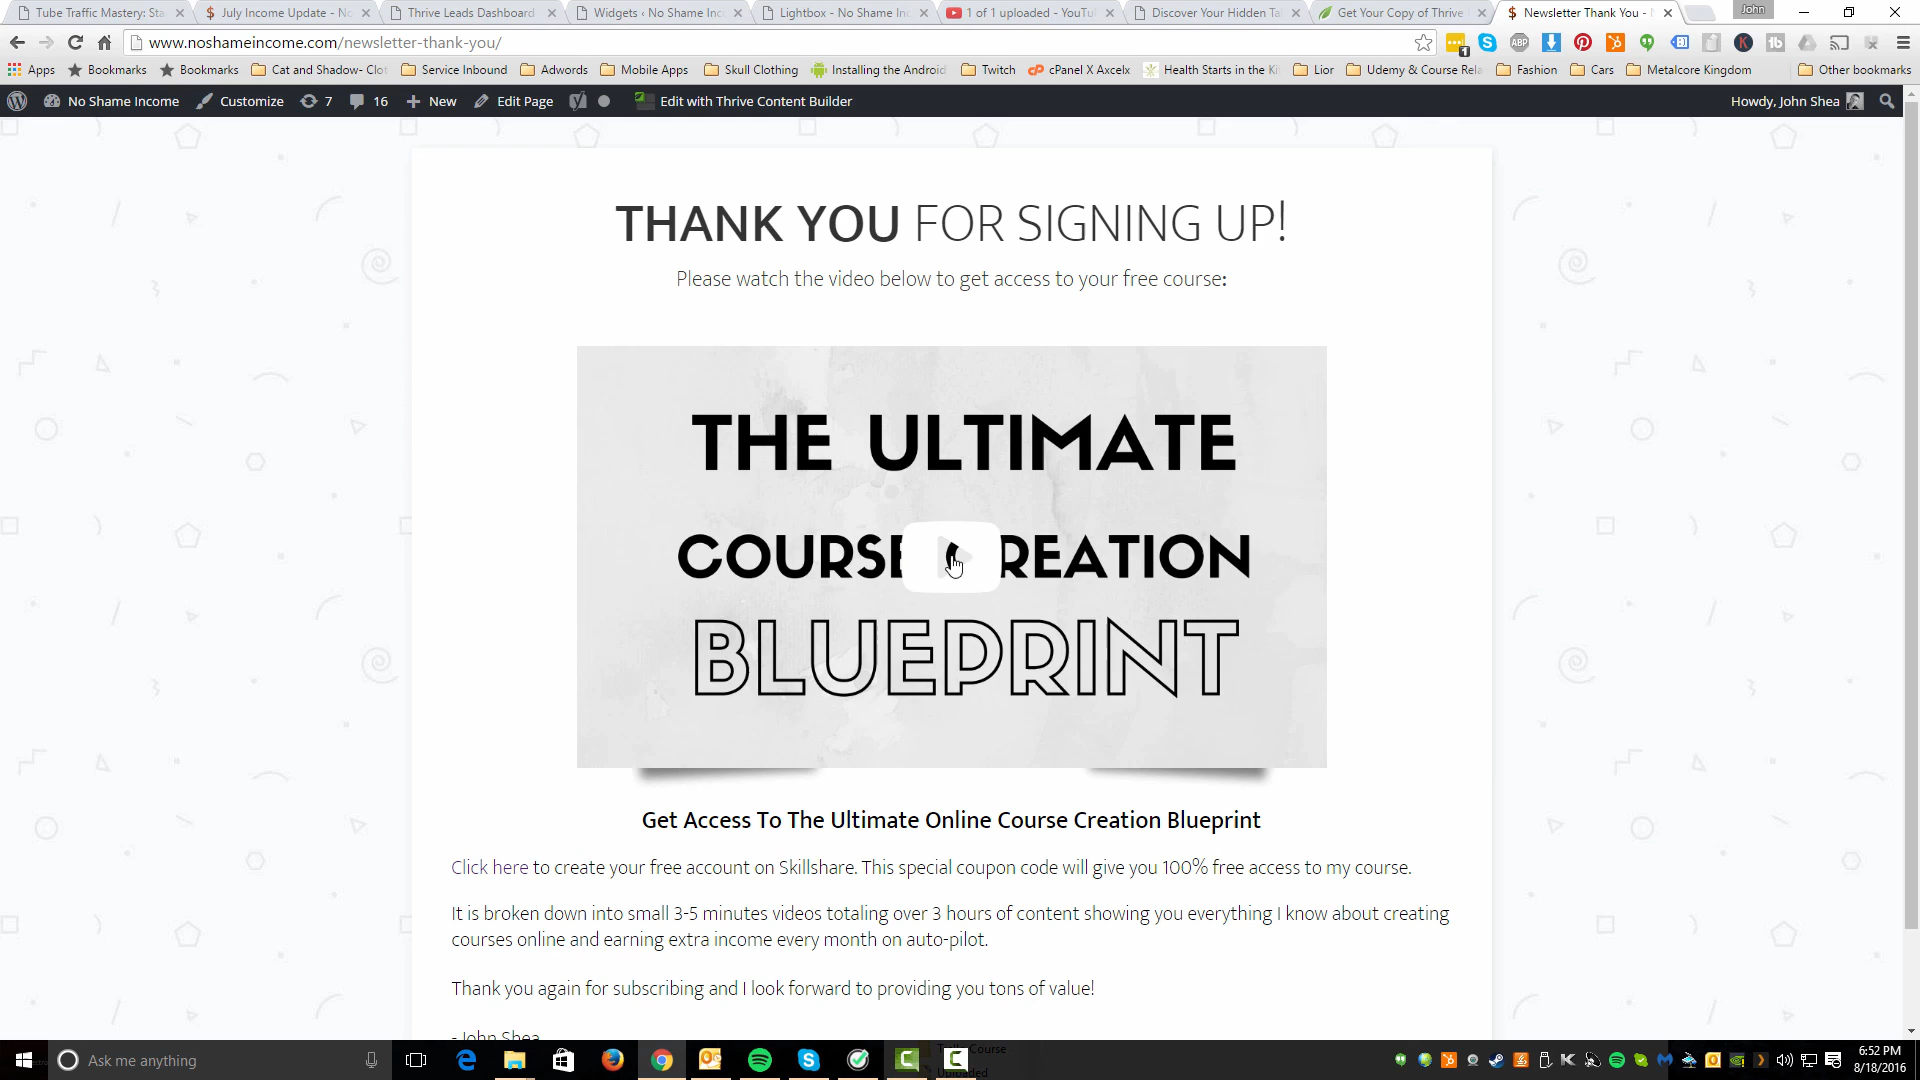 Tube Traffic Mastery: Sta
July Income Update - No
Thrive Leads Dashboard
Widgets ‹ No Shame Inc
Lightbox - No Shame Inc
1 of 1 uploaded - YouTu
Discover Your Hidden Ta
Get Your Copy of Thrive
Newsletter Thank You -
John
www.noshameincome.com/newsletter-thank-you/
ABP
1
Apps
Bookmarks
Bookmarks
Cat and Shadow- Clot
Service Inbound
Adwords
Mobile Apps
Skull Clothing
Installing the Android
Twitch
cPanel X Axcelx
Health Starts in the Ki
Lior
Udemy & Course Rela
Fashion
Cars
Metalcore Kingdom
Other bookmarks
No Shame Income
Customize
7
16
New
Edit Page
Edit with Thrive Content Builder
Howdy, John Shea
THANK YOU FOR SIGNING UP!
Please watch the video below to get access to your free course:
THE ULTIMATE
COURSE CREATION
BLUEPRINT
Get Access To The Ultimate Online Course Creation Blueprint
Click here to create your free account on Skillshare. This special coupon code will give you 100% free access to my course.
It is broken down into small 3-5 minutes videos totaling over 3 hours of content showing you everything I know about creating
courses online and earning extra income every month on auto-pilot.
Thank you again for subscribing and I look forward to providing you tons of value!
- John Shea
Ask me anything
Course
Uploaded
6:52 PM
8/18/2016